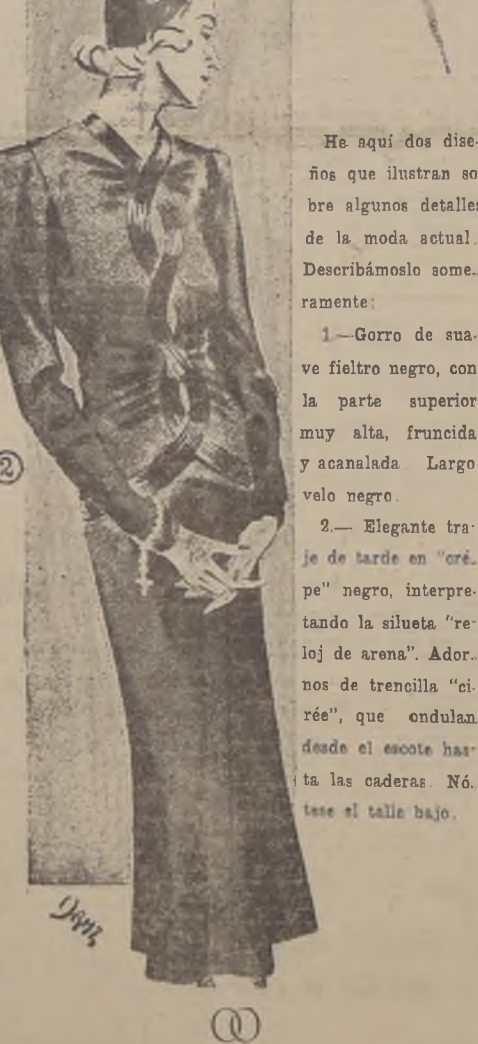 He aquí dos dise-
ños que ilustran so
bre algunos detalles
de la moda actual.
Describámoslo some-
ramente:
1—Gorro de sua-
ve fieltro negro, con
la parte superior
muy alta, fruncida
y acanalada Largo
velo negro.
2.— Elegante tra-
je de tarde en "cré-
pe" negro, interpre-
tando la silueta "re-
loj de arena". Ador-
nos de trencilla "ci-
rée", que ondulan
desde el escote has-
ta las caderas. Nó-
tese el talle bajo.
2